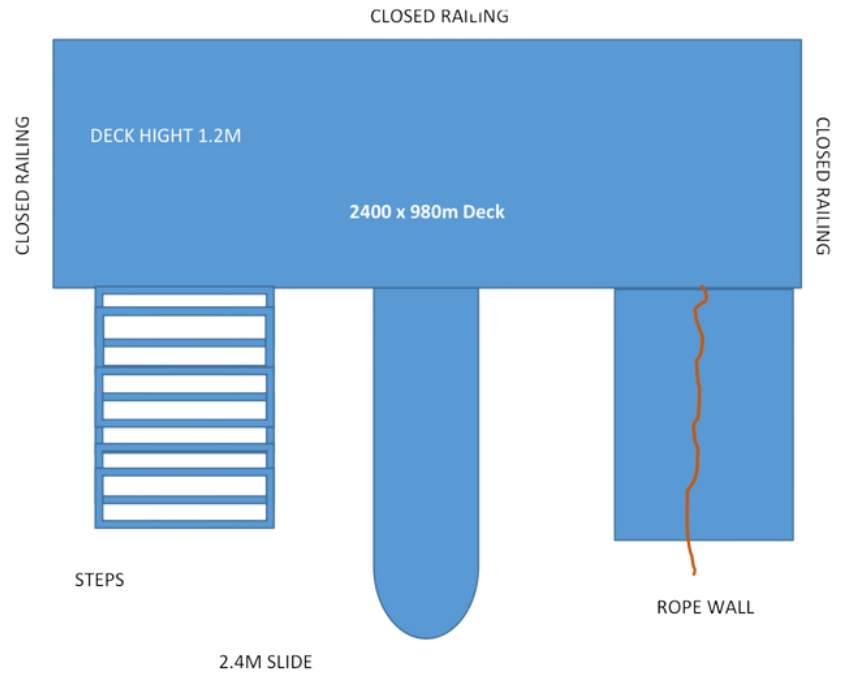 CLOSED RAILING
CLOSED RAILING
DECK HIGHT 1.2M
CLOSED RAILING
2400 x 980m Deck
STEPS
ROPE WALL
2.4M SLIDE